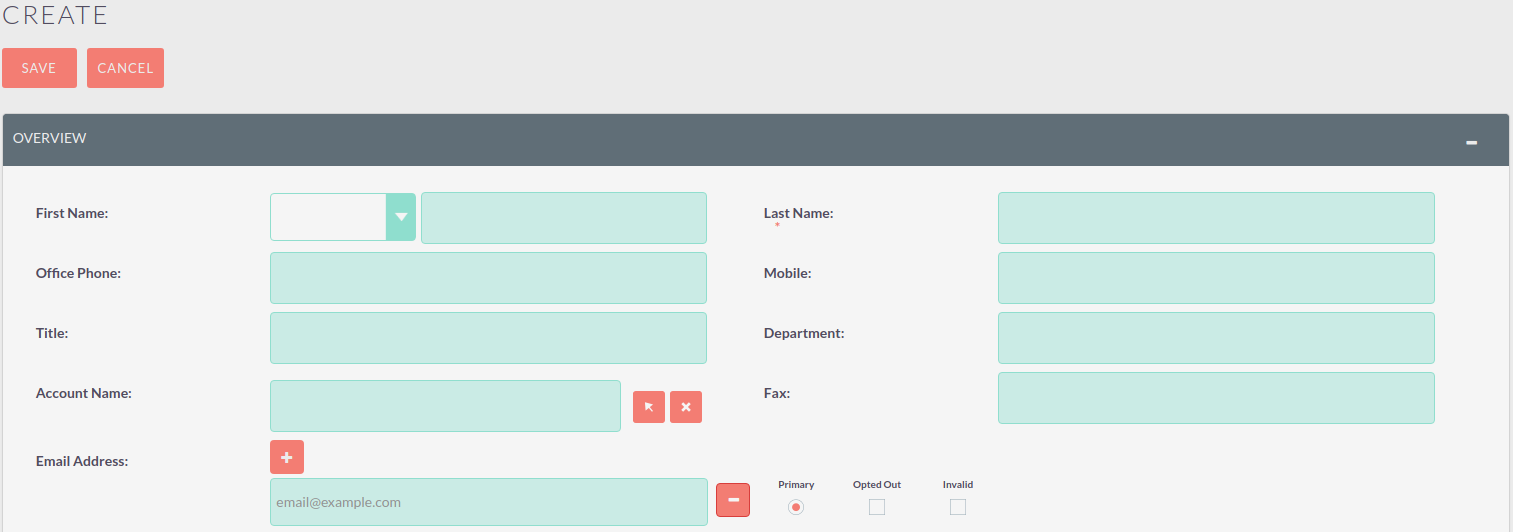 CREATE
SAVE CANCEL
OVERVIEW
First Name: Last Name:
*
Office Phone: Mobile:
Title: Department:
Account Name: Fax:
Email Address:
Primary Opted Out Invalid
email@example.com